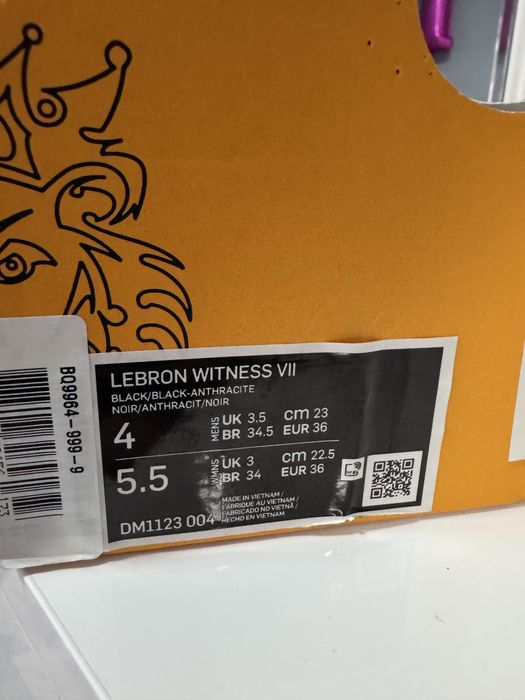 LEBRON WITNESS VII
BLACK/BLACK-ANTHRACITE
NOIR/ANTHRACIT/NOIR
4 MENS UK 3.5 cm 23
BR 34.5 EUR 36
5.5 WMNS UK 3 cm 22.5
BR 34 EUR 36
DM1123 004
MADE IN VIETNAM /
FABRIQUE AU VIETNAM /
FABRICADO NO VIETNÃ /
HECHO EN VIETNAM
BQ9964-999-9